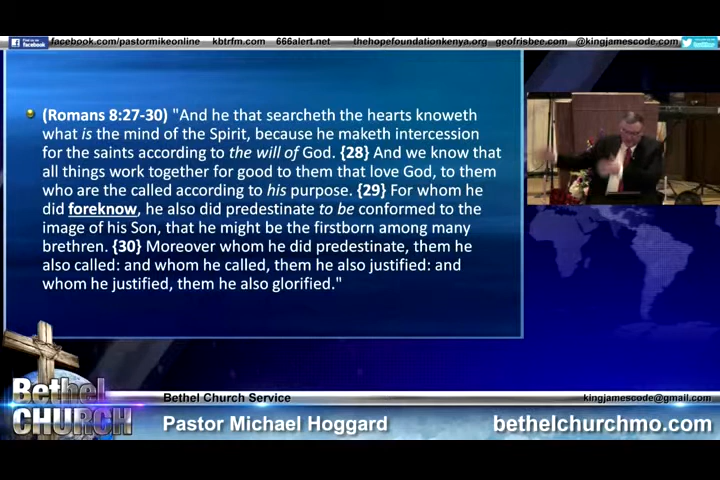 Find us on facebook facebook.com/pastormikeonline kbtrfm.com 666alert.net thehopefoundationkenya.org geofrisbee.com @kingjamescode.com twitter
(Romans 8:27-30) "And he that searcheth the hearts knoweth
what is the mind of the Spirit, because he maketh intercession
for the saints according to the will of God. {28} And we know that
all things work together for good to them that love God, to them
who are the called according to his purpose. {29} For whom he
did foreknow, he also did predestinate to be conformed to the
image of his Son, that he might be the firstborn among many
brethren. {30} Moreover whom he did predestinate, them he
also called: and whom he called, them he also justified: and
whom he justified, them he also glorified."
Bethel
CHURCH
Bethel Church Service kingjamescode@gmail.com
Pastor Michael Hoggard bethelchurchmo.com